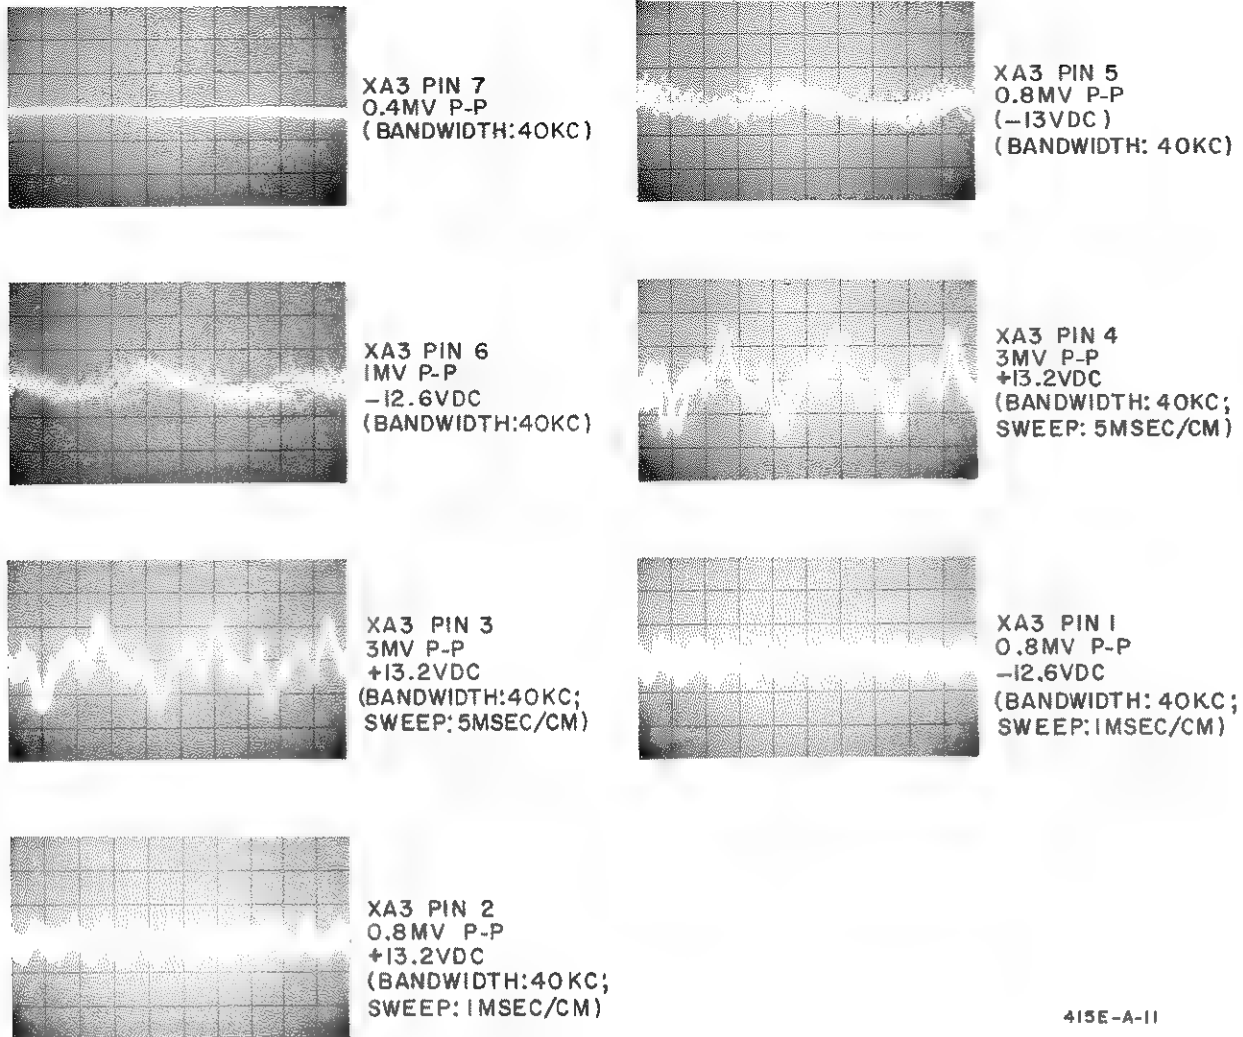 XA3 PIN 7
0.4MV P-P
(BANDWIDTH:40KC)
XA3 PIN 5
0.8MV P-P
(-13VDC)
(BANDWIDTH: 40KC)
XA3 PIN 6
1MV P-P
-12.6VDC
(BANDWIDTH:40KC)
XA3 PIN 4
3MV P-P
+13.2VDC
(BANDWIDTH: 40KC;
SWEEP: 5MSEC/CM)
XA3 PIN 3
3MV P-P
+13.2VDC
(BANDWIDTH:40KC;
SWEEP: 5MSEC/CM)
XA3 PIN 1
0.8MV P-P
-12.6VDC
(BANDWIDTH: 40KC;
SWEEP: 1MSEC/CM)
XA3 PIN 2
0.8MV P-P
+13.2VDC
(BANDWIDTH:40KC;
SWEEP: 1MSEC/CM)
415E-A-11